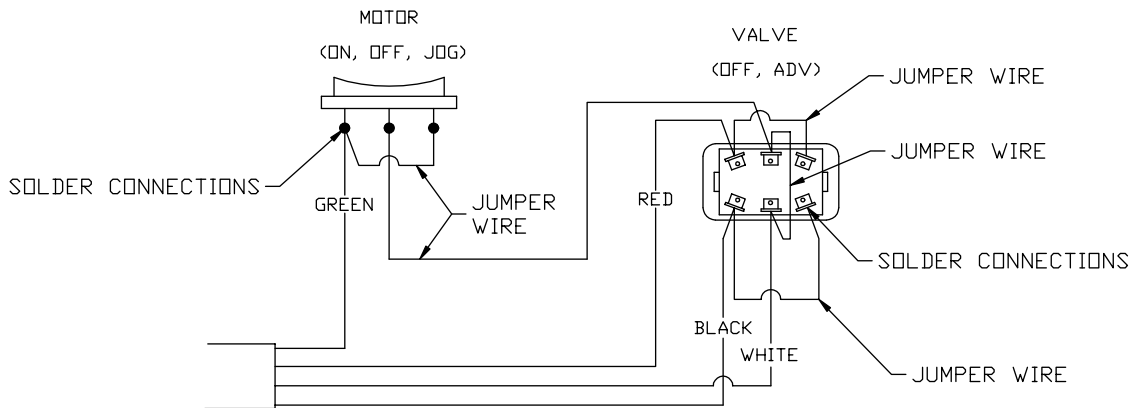 MOTOR
(ON, OFF, JOG)
VALVE
(OFF, ADV)
JUMPER WIRE
JUMPER WIRE
SOLDER CONNECTIONS
GREEN
JUMPER
WIRE
RED
SOLDER CONNECTIONS
BLACK
WHITE
JUMPER WIRE